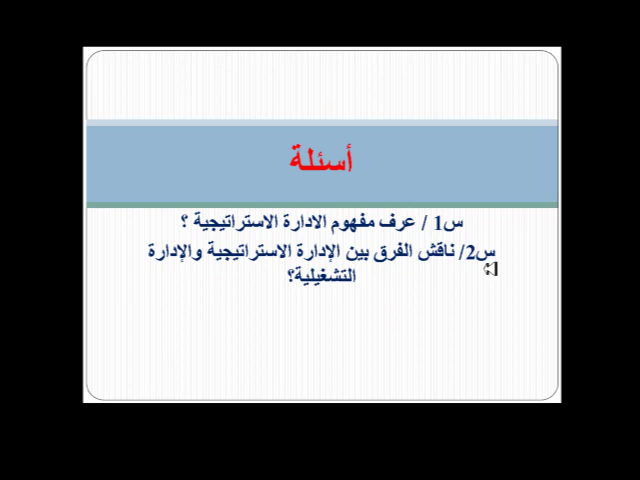 أسئلة
س1 / عرف مفهوم الادارة الاستراتيجية ؟
س2/ ناقش الفرق بين الإدارة الاستراتيجية والإدارة
التشغيلية؟